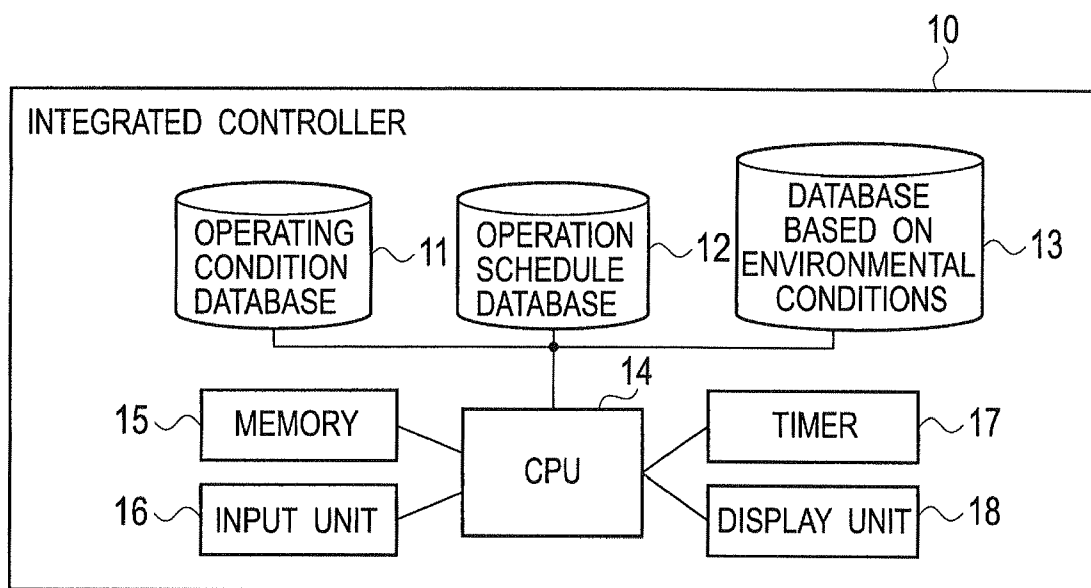 10
INTEGRATED CONTROLLER
OPERATING
CONDITION
DATABASE
11
OPERATION
SCHEDULE
DATABASE
12
DATABASE
BASED ON
ENVIRONMENTAL
CONDITIONS
13
14
CPU
15
MEMORY
16
INPUT UNIT
TIMER
17
DISPLAY UNIT
18